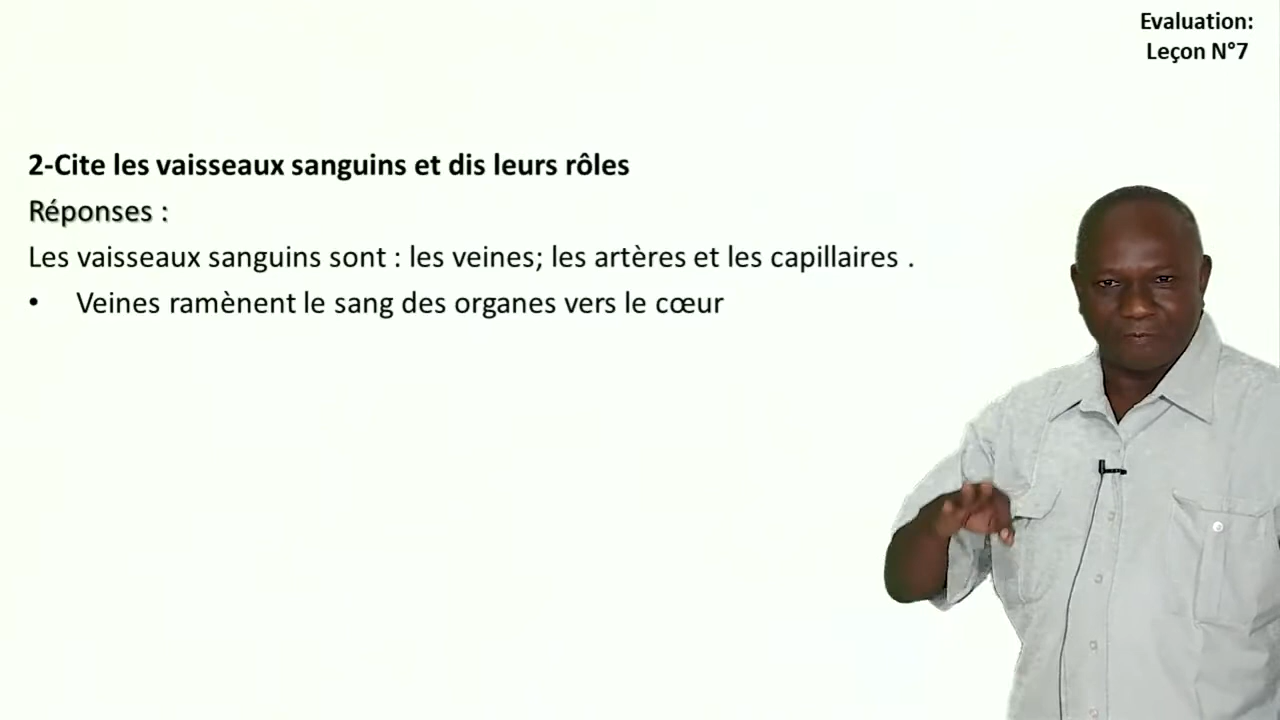 Evaluation:
Leçon N°7
2-Cite les vaisseaux sanguins et dis leurs rôles
Réponses :
Les vaisseaux sanguins sont : les veines; les artères et les capillaires .
• Veines ramènent le sang des organes vers le cœur